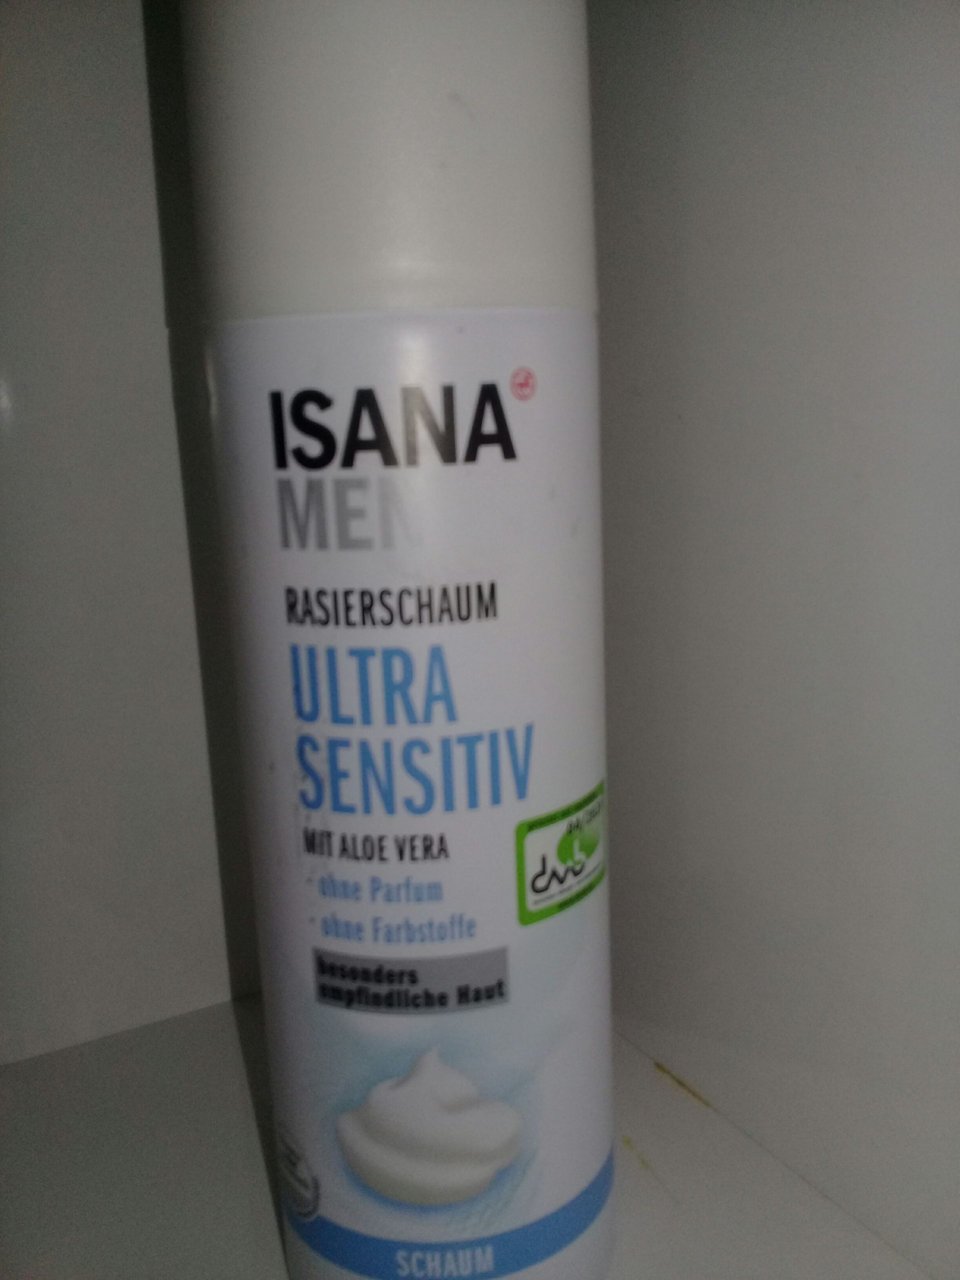 ISANA
MEN
RASIERSCHAUM
ULTRA
SENSITIV
MIT ALOE VERA
· ohne Parfum
· ohne Farbstoffe
besonders
empfindliche Haut
SCHAUM